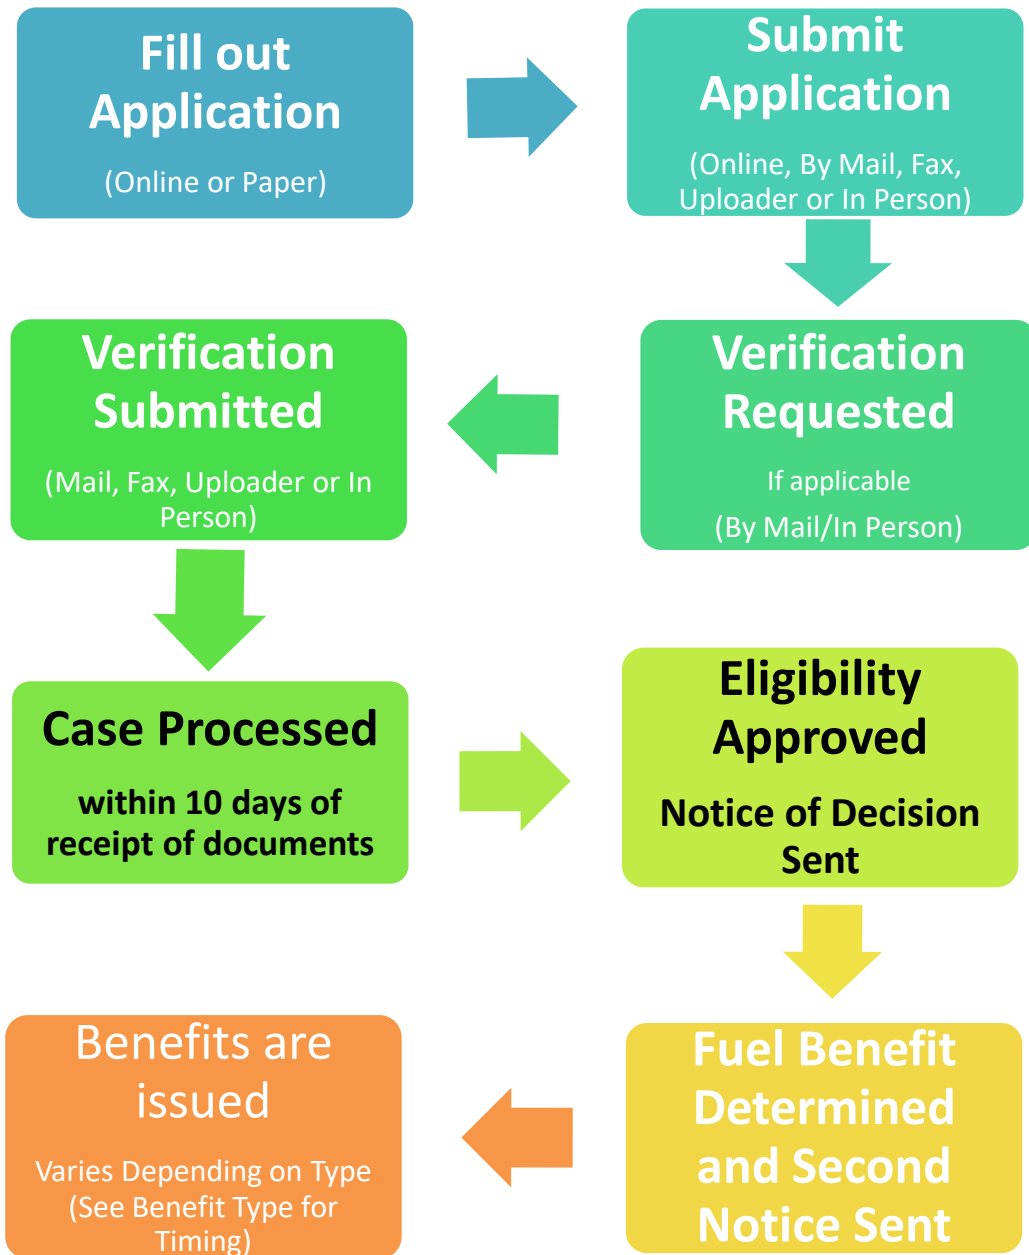 Fill out
Application
(Online or Paper)
Submit
Application
(Online, By Mail, Fax,
Uploader or In Person)
Verification
Requested
If applicable
(By Mail/In Person)
Verification
Submitted
(Mail, Fax, Uploader or In
Person)
Case Processed
within 10 days of
receipt of documents
Eligibility
Approved
Notice of Decision
Sent
Fuel Benefit
Determined
and Second
Notice Sent
Benefits are
issued
Varies Depending on Type
(See Benefit Type for
Timing)